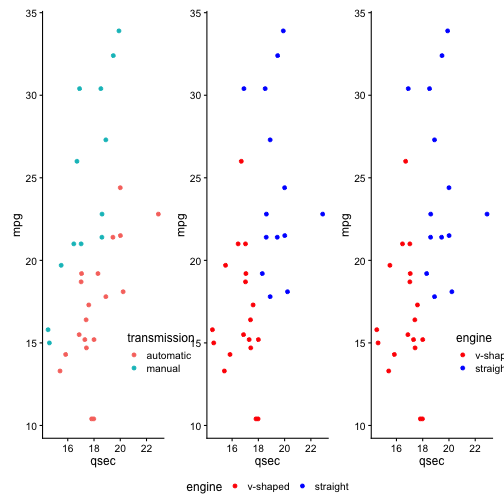 35
30
25
20
15
10
mpg
16 18 20 22
qsec
transmission
automatic
manual
35
30
25
20
15
10
mpg
16 18 20 22
qsec
35
30
25
20
15
10
mpg
16 18 20 22
qsec
engine
v-shap
straigh
engine v-shaped straight